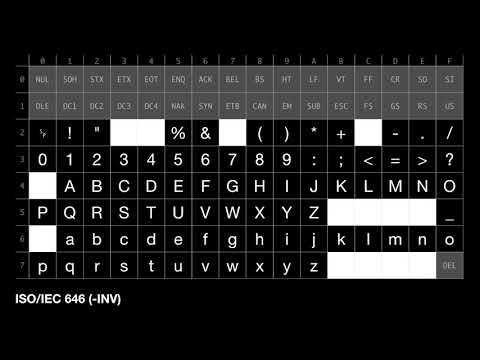 0 1 2 3 4 5 6 7 8 9 A B C D E F
0 NUL SOH STX ETX EOT ENQ ACK BEL BS HT LF VT FF CR SO SI
1 DLE DC1 DC2 DC3 DC4 NAK SYN ETB CAN EM SUB ESC FS GS RS US
2 SP ! " % & ( ) * + - . /
3 0 1 2 3 4 5 6 7 8 9 : ; < = > ?
4 A B C D E F G H I J K L M N O
5 P Q R S T U V W X Y Z _
6 a b c d e f g h i j k l m n o
7 p q r s t u v w x y z DEL
ISO/IEC 646 (-INV)